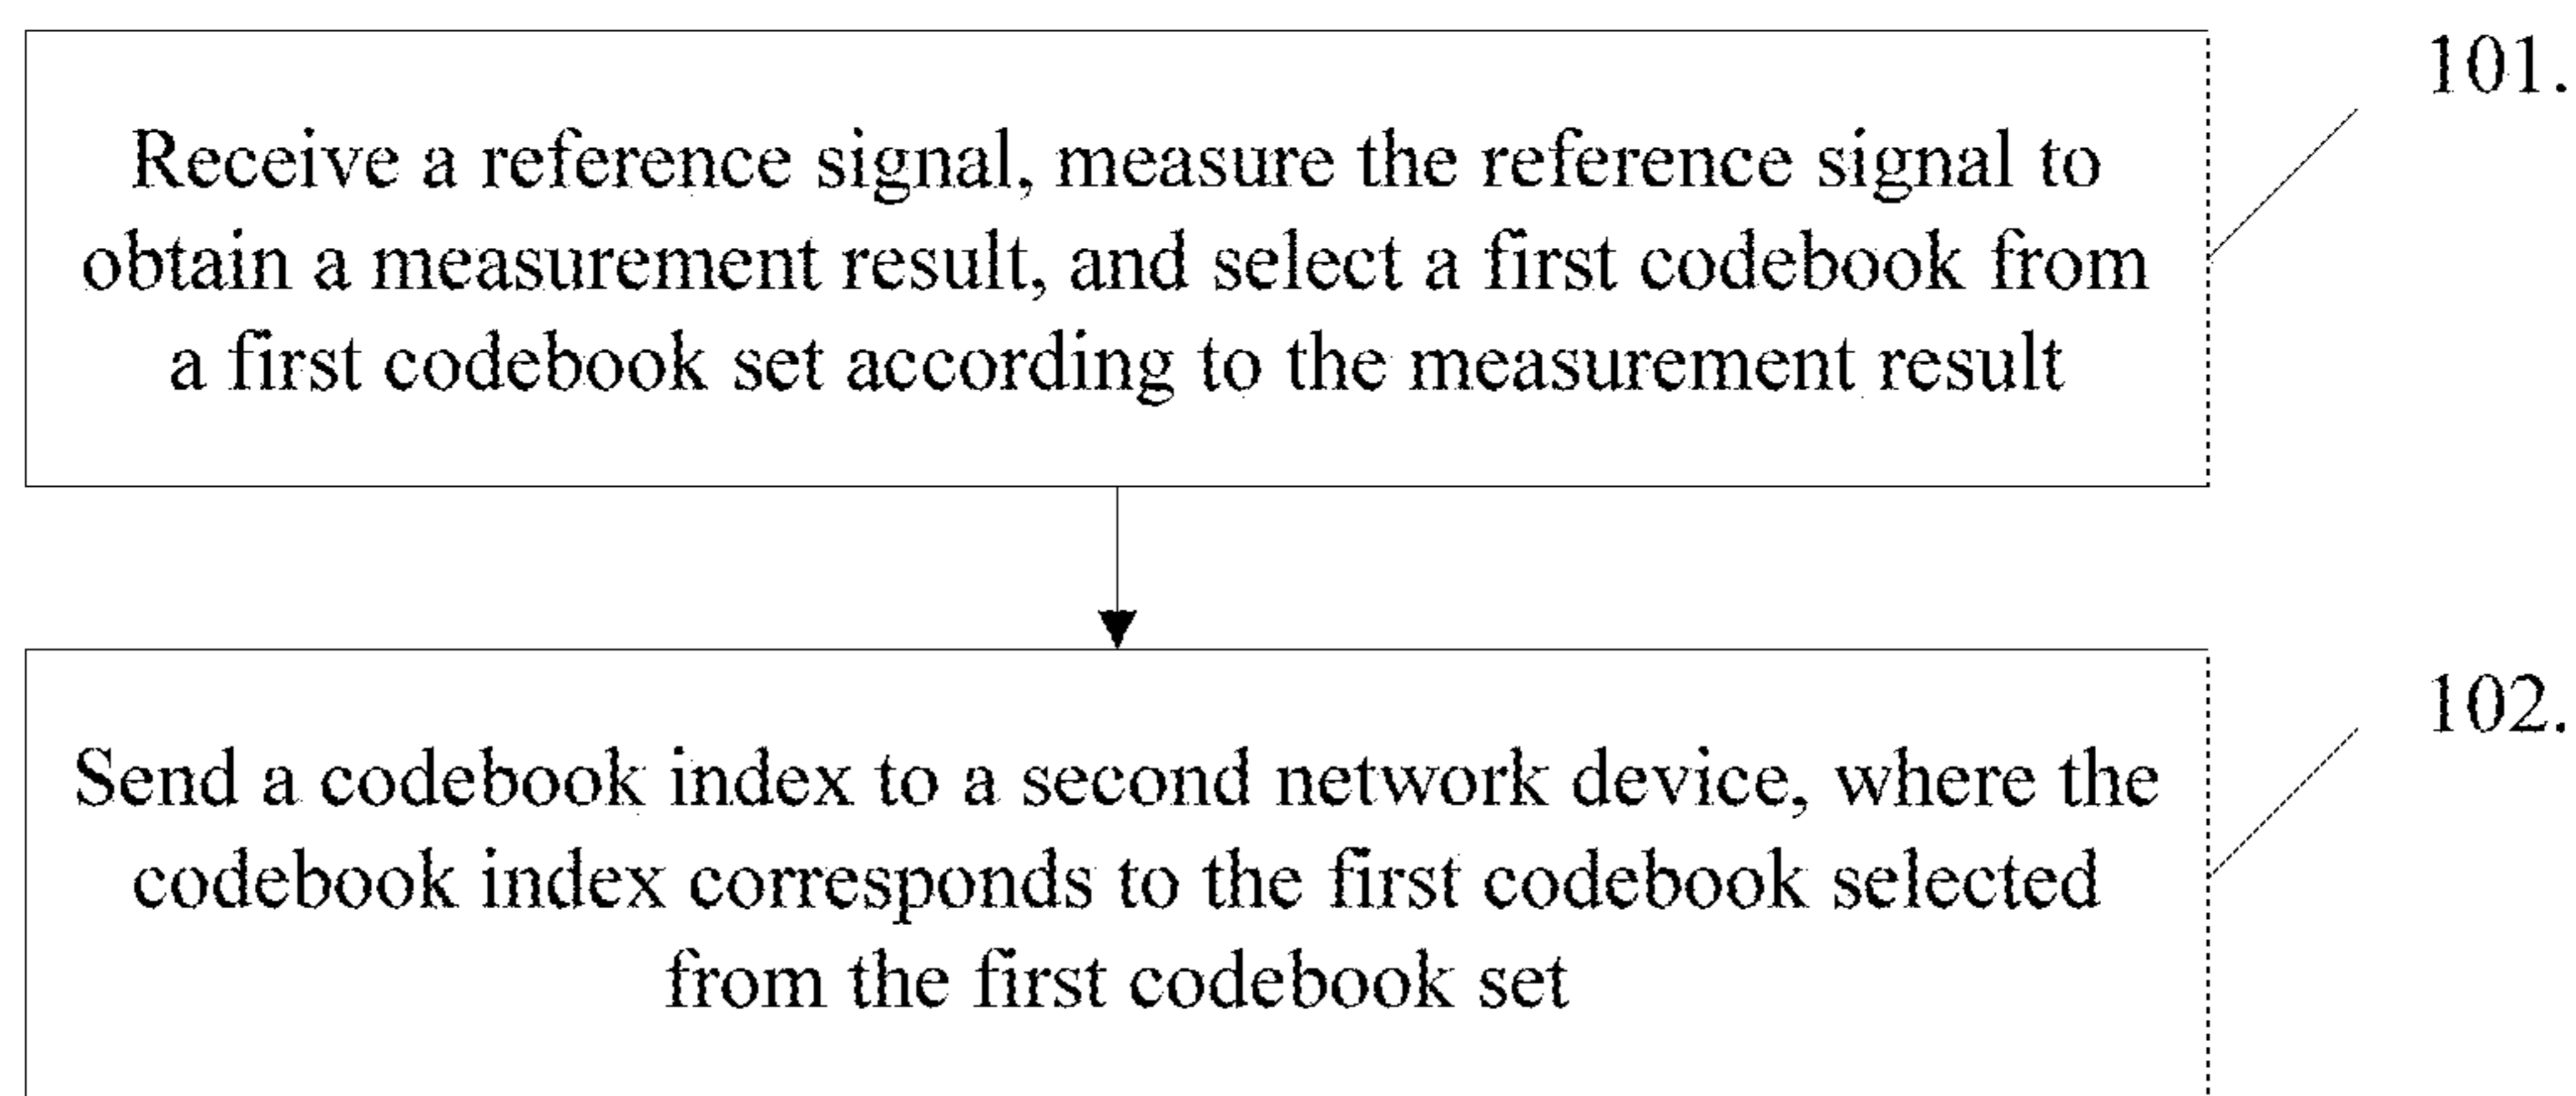 101.
Receive a reference signal, measure the reference signal to
obtain a measurement result, and select a first codebook from
a first codebook set according to the measurement result
102.
Send a codebook index to a second network device, where the
codebook index corresponds to the first codebook selected
from the first codebook set